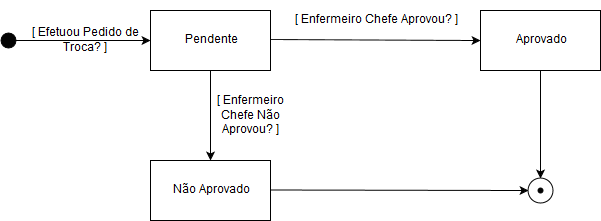 [ Efetuou Pedido de
Troca? ]
Pendente
[ Enfermeiro Chefe Aprovou? ]
Aprovado
[ Enfermeiro
Chefe Não
Aprovou? ]
Não Aprovado